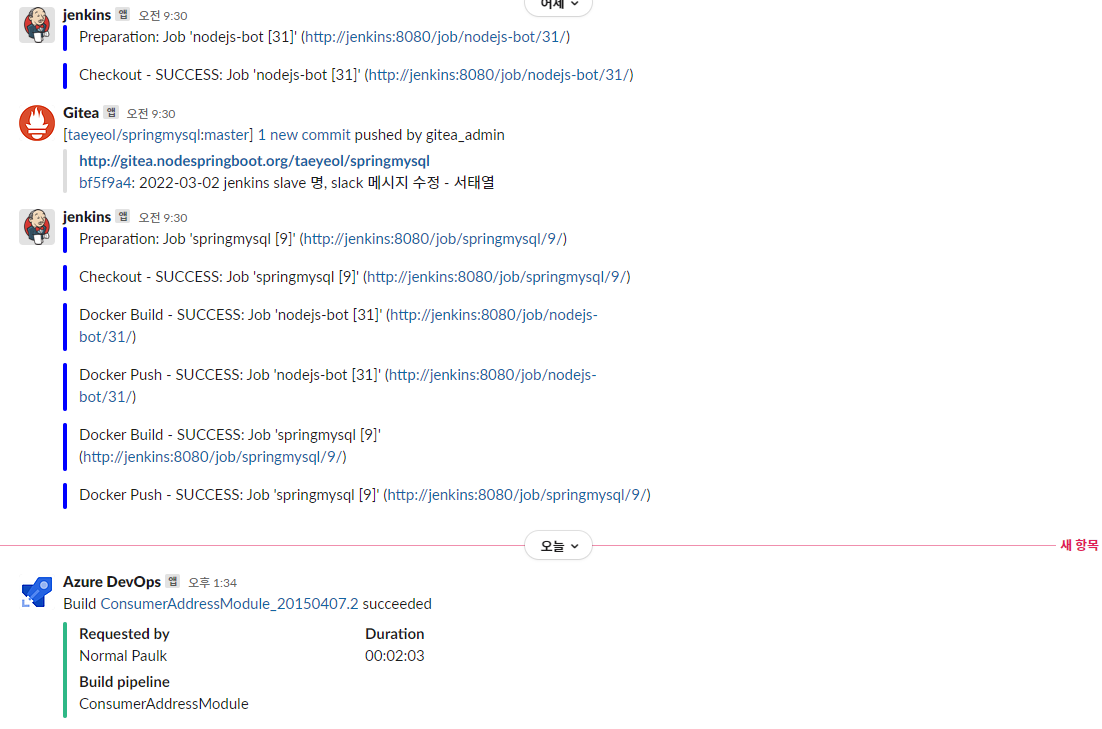 어제
jenkins 앱 오전 9:30
Preparation: Job 'nodejs-bot [31]' (http://jenkins:8080/job/nodejs-bot/31/)
Checkout - SUCCESS: Job 'nodejs-bot [31]' (http://jenkins:8080/job/nodejs-bot/31/)
Gitea 앱 오전 9:30
[taeyeol/springmysql:master] 1 new commit pushed by gitea_admin
http://gitea.nodespringboot.org/taeyeol/springmysql
bf5f9a4: 2022-03-02 jenkins slave 명, slack 메시지 수정 - 서태열
jenkins 앱 오전 9:30
Preparation: Job 'springmysql [9]' (http://jenkins:8080/job/springmysql/9/)
Checkout - SUCCESS: Job 'springmysql [9]' (http://jenkins:8080/job/springmysql/9/)
Docker Build - SUCCESS: Job 'nodejs-bot [31]' (http://jenkins:8080/job/nodejs-
bot/31/)
Docker Push - SUCCESS: Job 'nodejs-bot [31]' (http://jenkins:8080/job/nodejs-
bot/31/)
Docker Build - SUCCESS: Job 'springmysql [9]'
(http://jenkins:8080/job/springmysql/9/)
Docker Push - SUCCESS: Job 'springmysql [9]' (http://jenkins:8080/job/springmysql/9/)
오늘
새 항목
Azure DevOps 앱 오후 1:34
Build ConsumerAddressModule_20150407.2 succeeded
Requested by Duration
Normal Paulk 00:02:03
Build pipeline
ConsumerAddressModule